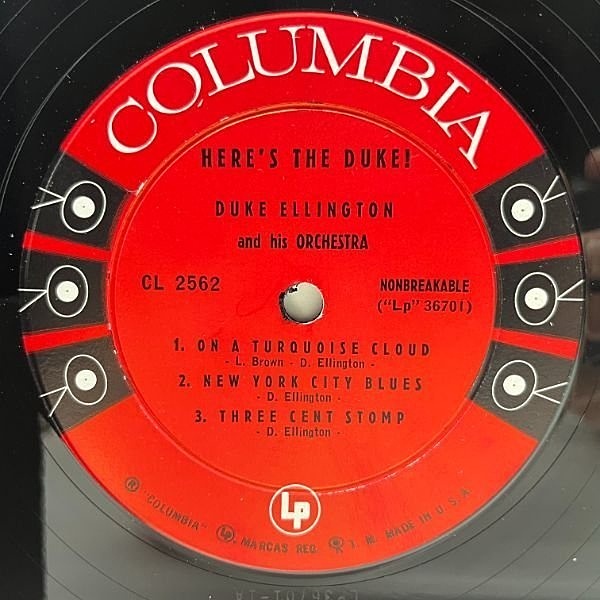 COLUMBIA
HERE'S THE DUKE!
DUKE ELLINGTON
and his ORCHESTRA
CL 2562
NONBREAKABLE
("Lp" 36701)
1. ON A TURQUOISE CLOUD
- L. Brown - D. Ellington -
2. NEW YORK CITY BLUES
- D. Ellington -
3. THREE CENT STOMP
- D. Ellington -
Lp
® "COLUMBIA" Lp. MARCAS REG. T. M. MADE IN U.S.A.